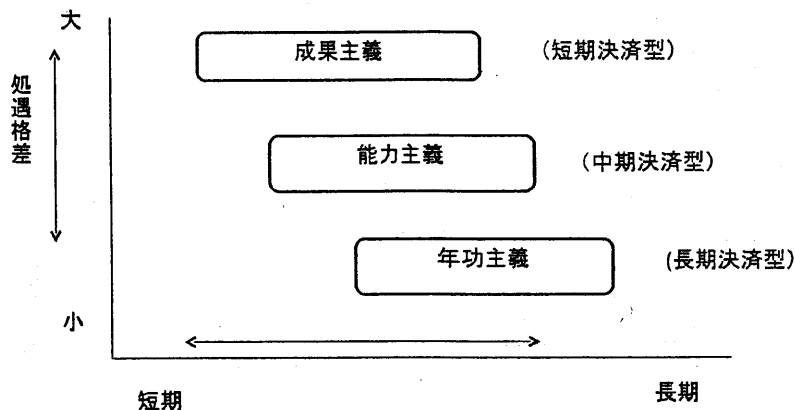 大
成果主義 （短期決済型）
処遇格差
能力主義 （中期決済型）
年功主義 (長期決済型)
小
短期 長期